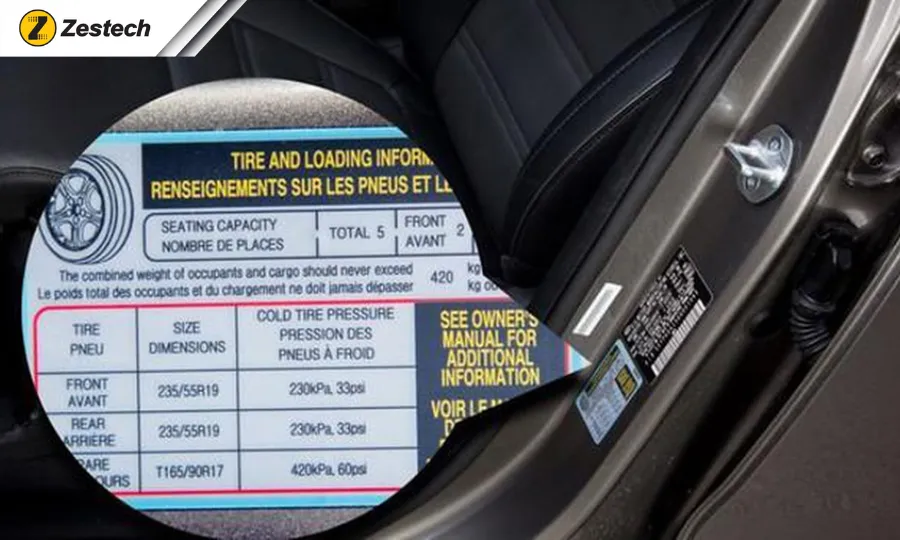 Zestech
TIRE AND LOADING INFORM
RENSEIGNEMENTS SUR LES PNEUS ET LE
SEATING CAPACITY
NOMBRE DE PLACES
TOTAL 5
FRONT
AVANT
2
The combined weight of occupants and cargo should never exceed
Le poids total des occupants et du chargement ne doit jamais dépasser
420
kg
kg ou
TIRE
PNEU
SIZE
DIMENSIONS
COLD TIRE PRESSURE
PRESSION DES
PNEUS À FROID
SEE OWNER'S
MANUAL FOR
ADDITIONAL
INFORMATION
VOIR LE
FRONT
AVANT
235/55R19
230kPa, 33psi
REAR
ARRIÈRE
235/55R19
230kPa, 33psi
PARE
OURS
T165/90R17
420kPa, 60psi